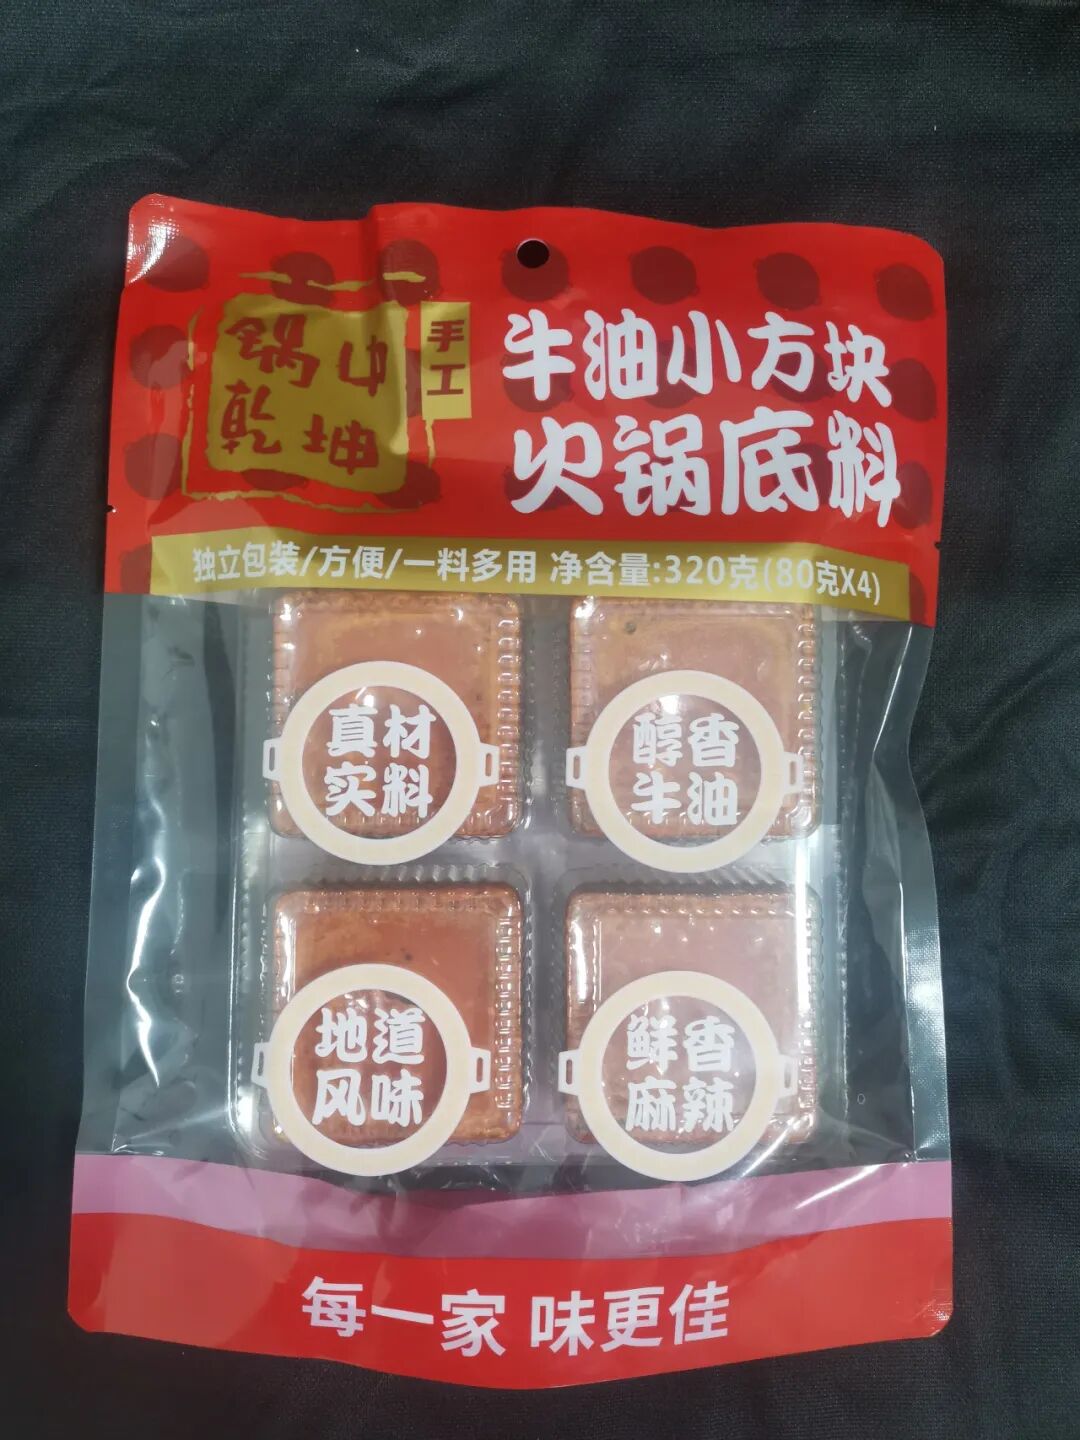 锅中
乾坤
手工
牛油小方块
火锅底料
独立包装/方便/一料多用 净含量:320克(80克X4)
真材
实料
醇香
牛油
地道
风味
鲜香
麻辣
每一家 味更佳